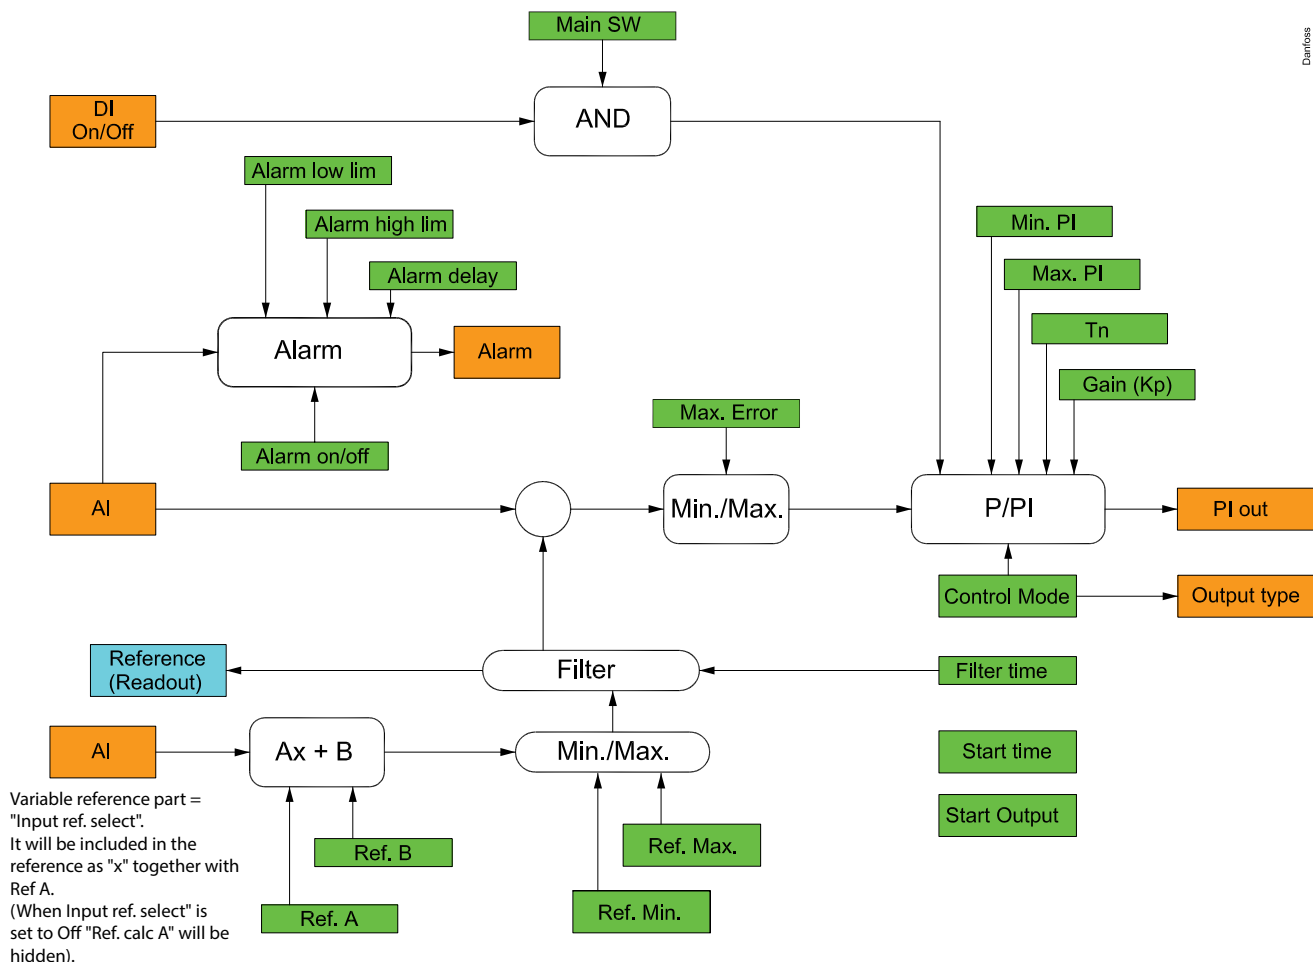 Main SW
Danfoss
DI
On/Off
AND
Alarm low lim
Alarm high lim
Alarm delay
Min. PI
Max. PI
Tn
Gain (Kp)
Alarm
Alarm
Alarm on/off
Max. Error
AI
Min./Max.
P/PI
PI out
Control Mode
Output type
Reference
(Readout)
Filter
Filter time
AI
Ax + B
Min./Max.
Start time
Start Output
Variable reference part =
"Input ref. select".
It will be included in the
reference as "x" together with
Ref A.
(When Input ref. select" is
set to Off "Ref. calc A" will be
hidden).
Ref. B
Ref. Max.
Ref. A
Ref. Min.